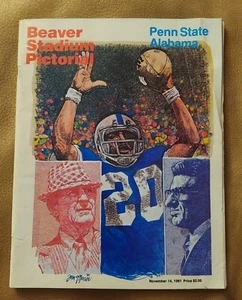 Beaver
Stadium
Pictorial
Penn State
Alabama
20
November 14, 1981 Price $2.00